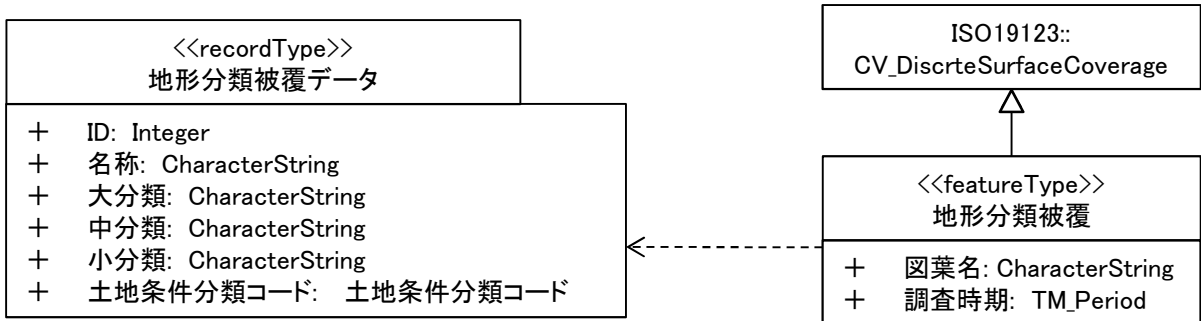 <<recordType>>
地形分類被覆データ
+ ID: Integer
+ 名称: CharacterString
+ 大分類: CharacterString
+ 中分類: CharacterString
+ 小分類: CharacterString
+ 土地条件分類コード: 土地条件分類コード
ISO19123::
CV_DiscrteSurfaceCoverage
<<featureType>>
地形分類被覆
+ 図葉名: CharacterString
+ 調査時期: TM_Period